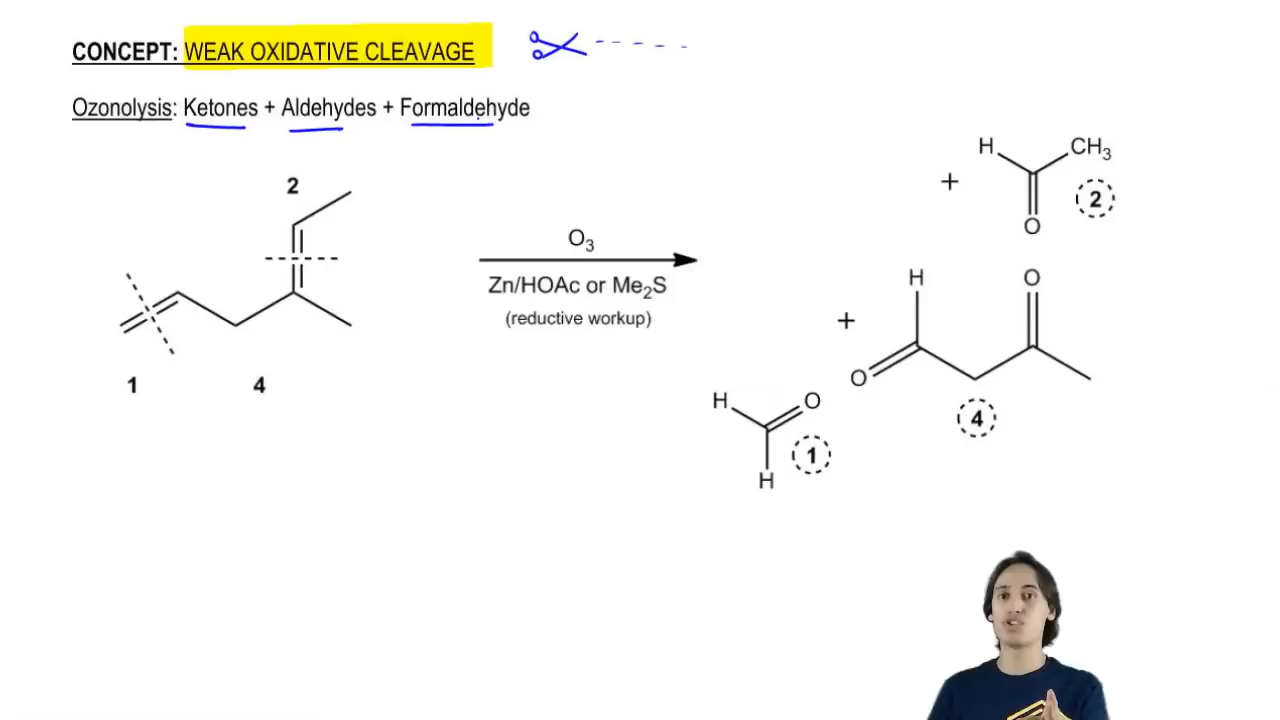 CONCEPT: WEAK OXIDATIVE CLEAVAGE
Ozonolysis: Ketones + Aldehydes + Formaldehyde
2
1
4
O3
Zn/HOAc or Me2S
(reductive workup)
+
H
CH3
O
2
+
H
O
O
4
H
O
H
1